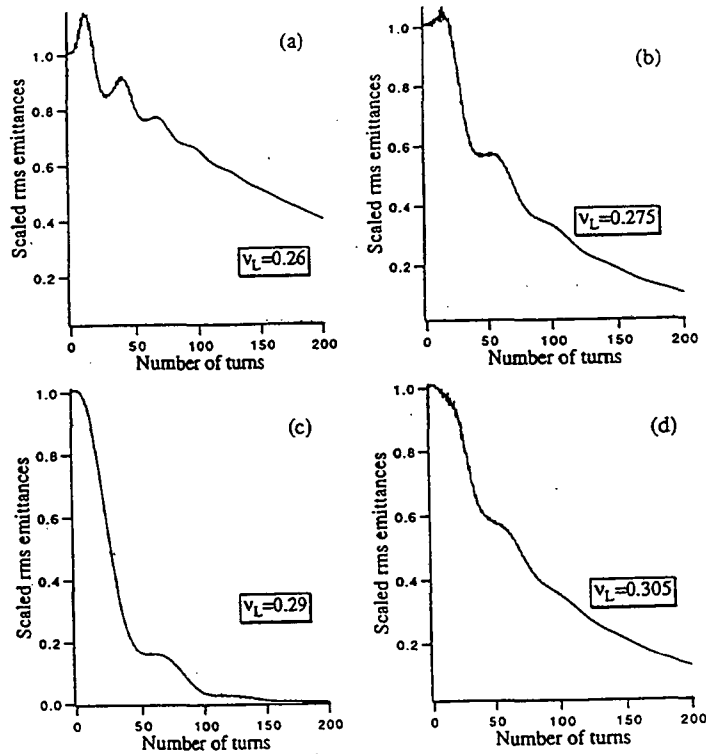 (a)
Scaled rms emittances
1.0
0.8
0.6
0.4
0.2
ν_L=0.26
0 50 100 150 200
Number of turns
(b)
Scaled rms emittances
1.0
0.8
0.6
0.4
0.2
ν_L=0.275
0 50 100 150 200
Number of turns
(c)
Scaled rms emittances
1.0
0.8
0.6
0.4
0.2
0.0
ν_L=0.29
0 50 100 150 200
Number of turns
(d)
Scaled rms emittances
1.0
0.8
0.6
0.4
0.2
ν_L=0.305
0 50 100 150 200
Number of turns